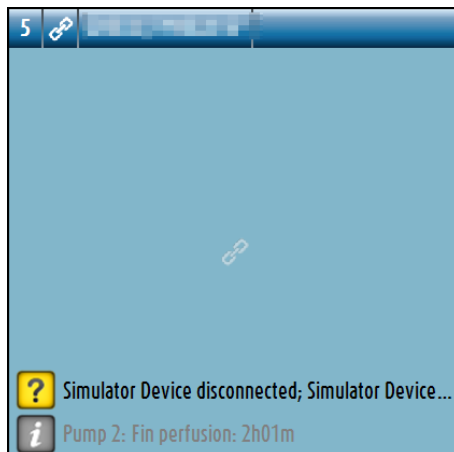 5
Simulator Device disconnected; Simulator Device...
Pump 2: Fin perfusion: 2h01m